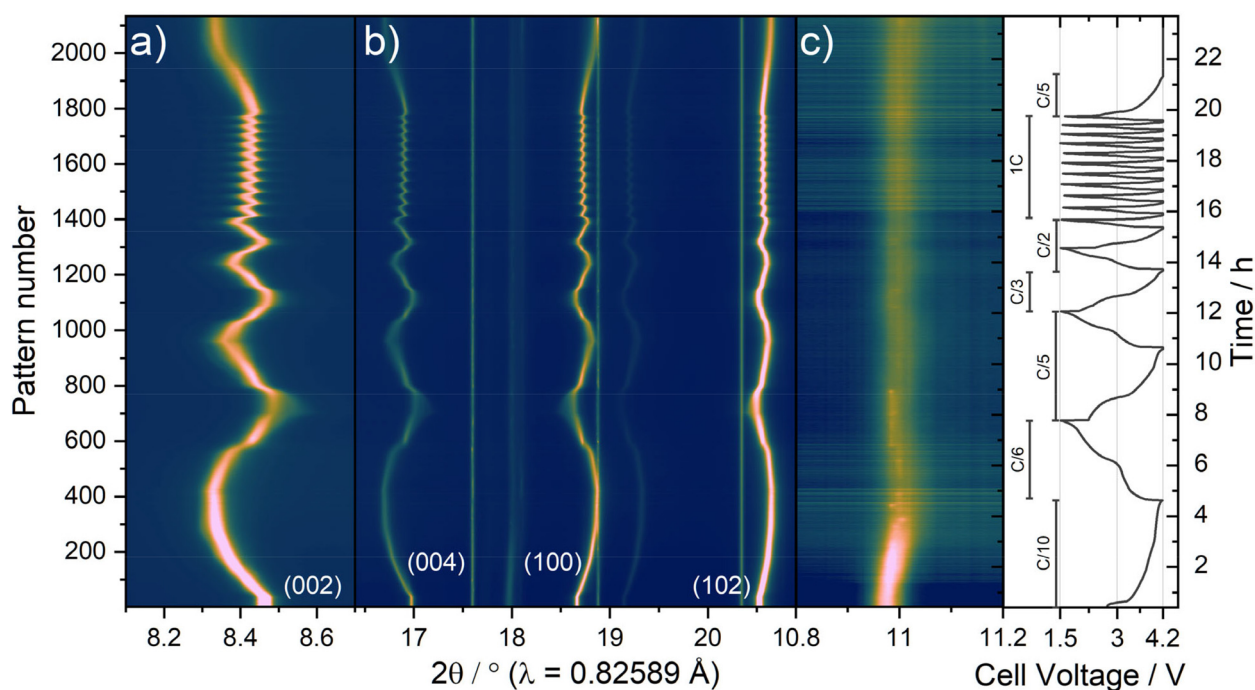 a)
b)
c)
2000
1800
1600
1400
1200
1000
800
600
400
200
Pattern number
(002)
(004)
(100)
(102)
8.2
8.4
8.6
17
18
19
20
10.8
11
11.2
2θ / ° (λ = 0.82589 Å)
C/5
1C
C/2
C/3
C/5
C/6
C/10
1.5
3
4.2
Cell Voltage / V
22
20
18
16
14
12
10
8
6
4
2
Time / h